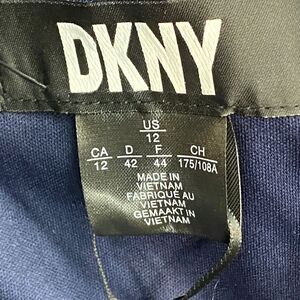 DKNY
US
12
CA D F CH
12 42 44 175/108A
MADE IN
VIETNAM
FABRIQUÉ AU
VIETNAM
GEMAAKT IN
VIETNAM